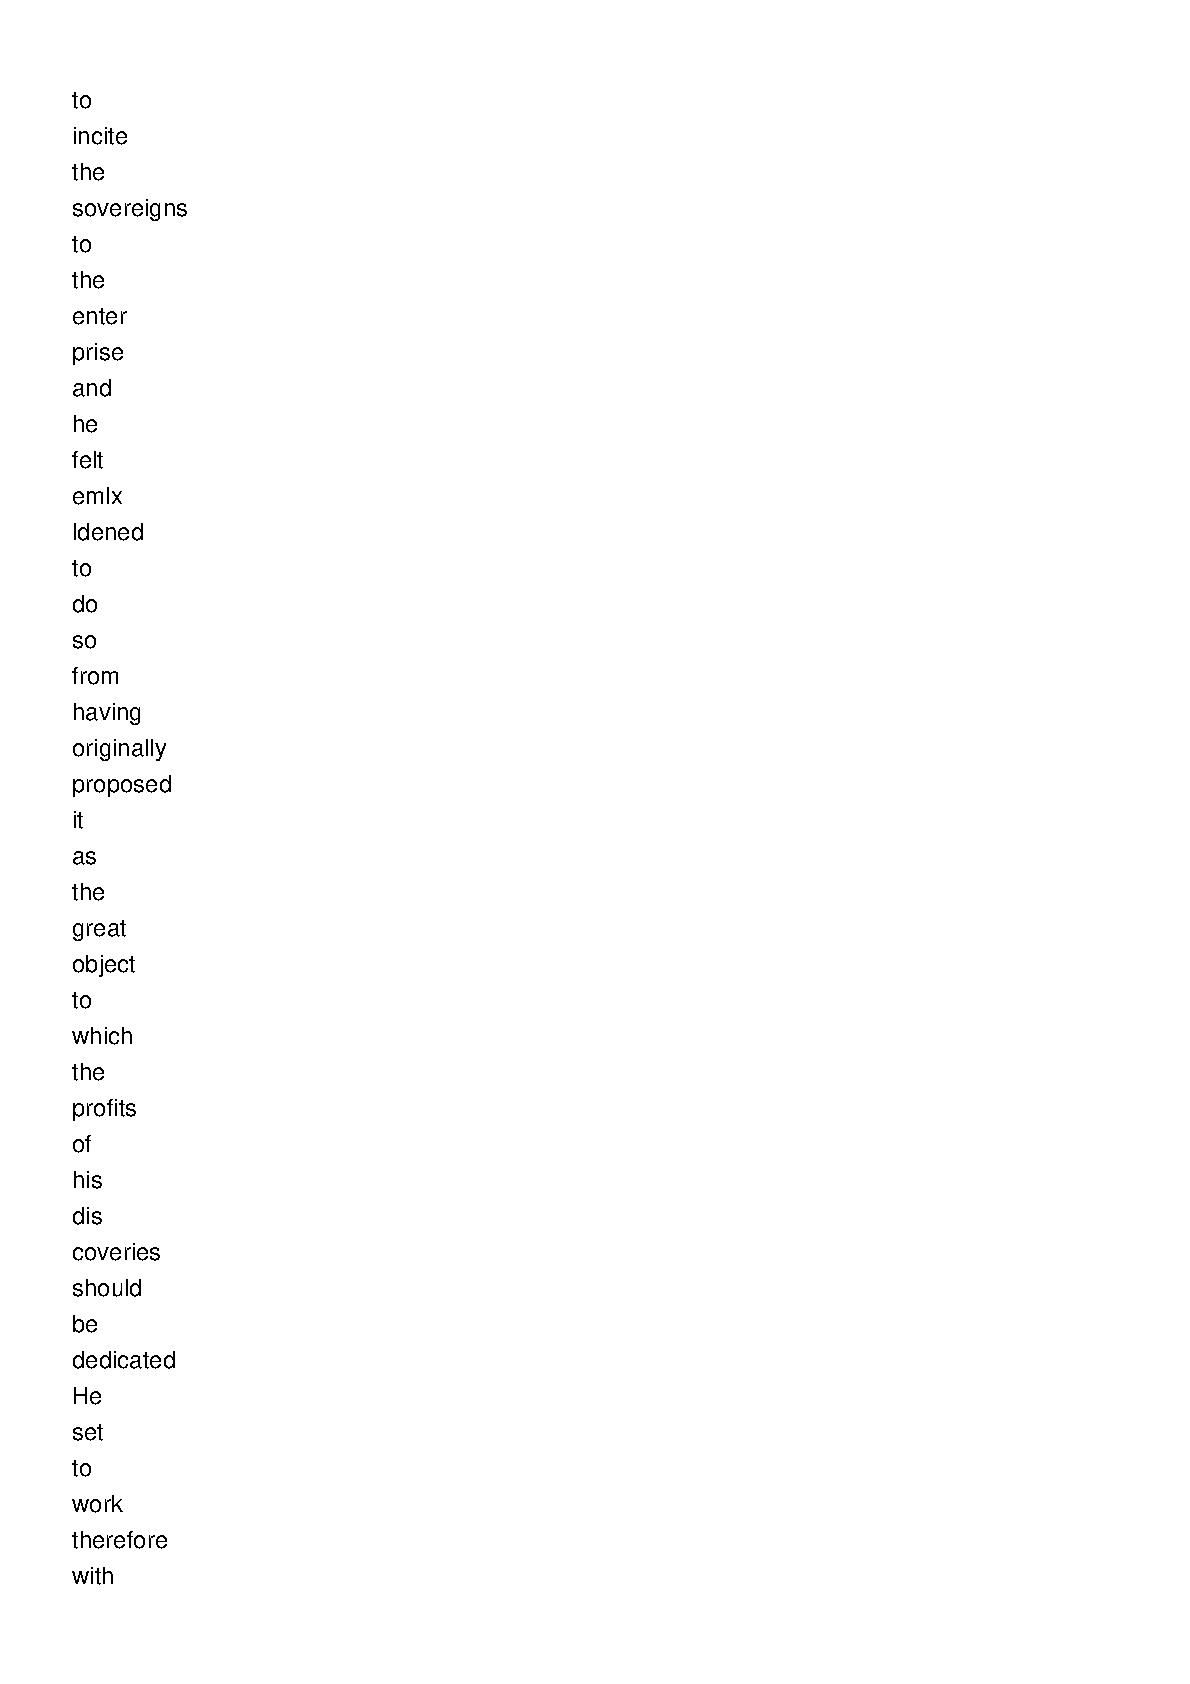 to
incite
the
sovereigns
to
the
enter
prise
and
he
felt
emlx
ldened
to
do
so
from
having
originally
proposed
it
as
the
great
object
to
which
the
profits
of
his
dis
coveries
should
be
dedicated
He
set
to
work
therefore
with